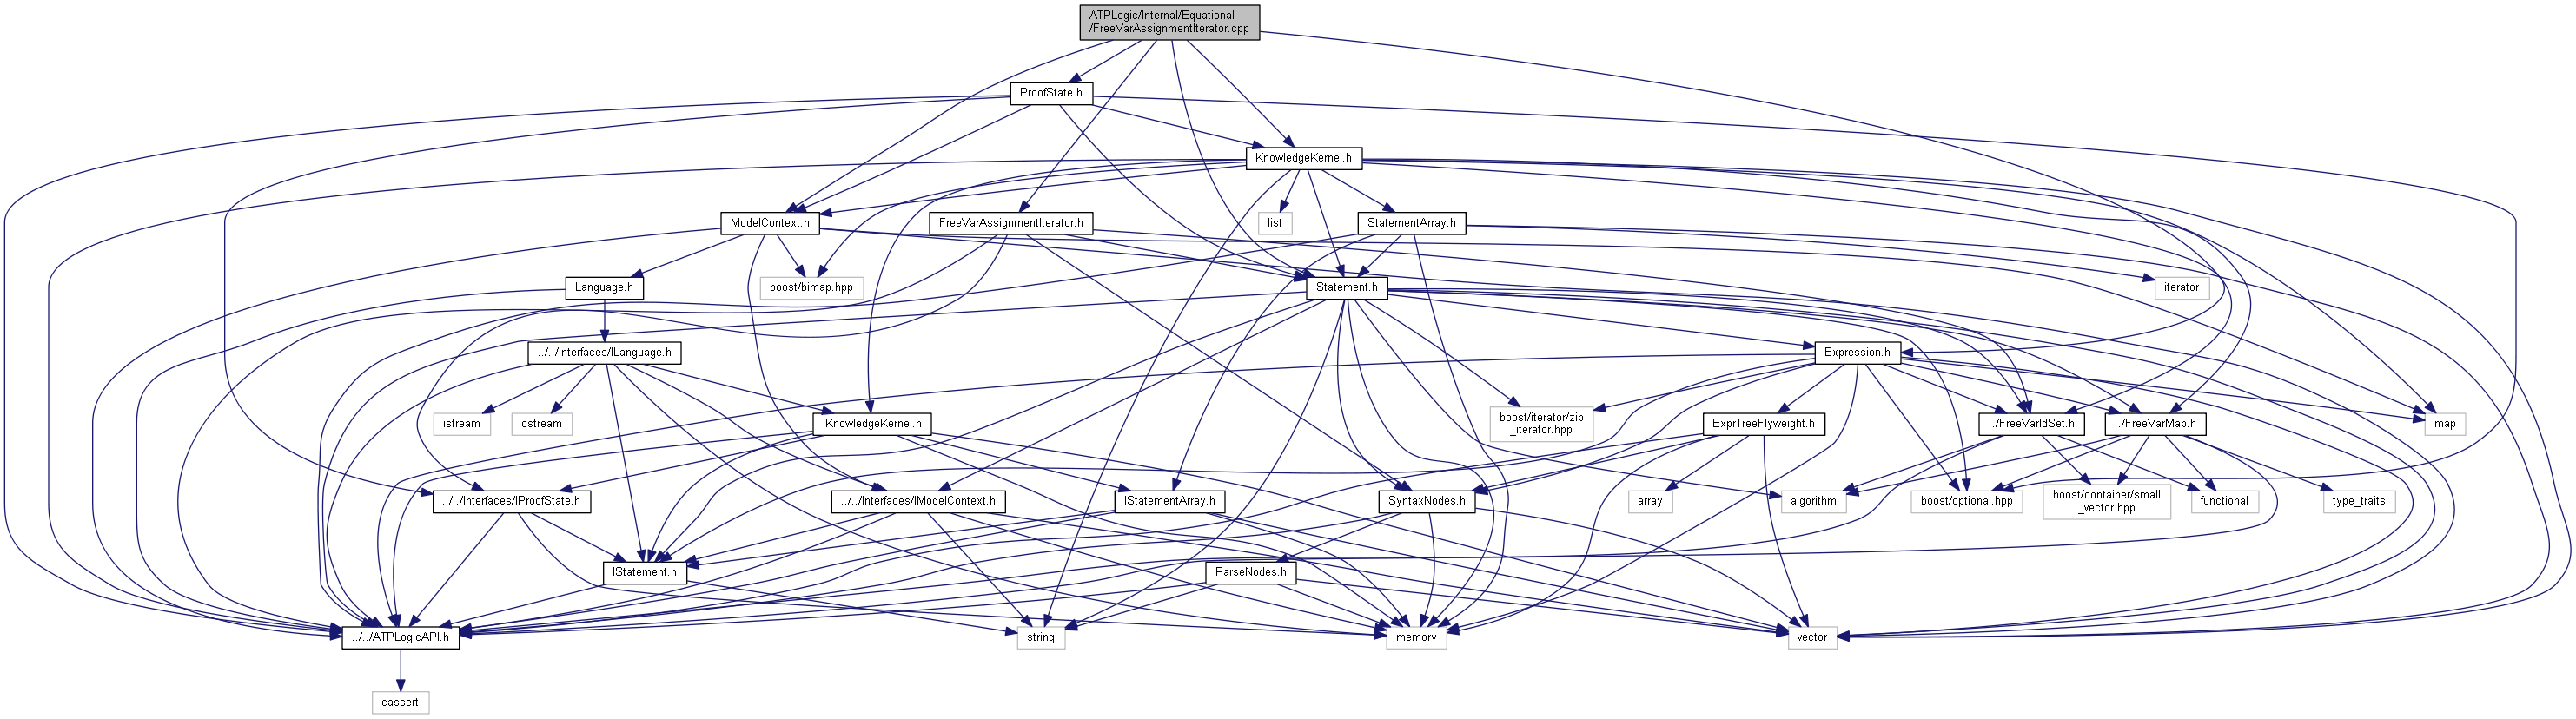 ATPLogic/Internal/Equational
/FreeVarAssignmentIterator.cpp
ProofState.h
KnowledgeKernel.h
ModelContext.h
FreeVarAssignmentIterator.h
list
StatementArray.h
Language.h
boost/bimap.hpp
Statement.h
iterator
../../Interfaces/ILanguage.h
Expression.h
istream
ostream
IKnowledgeKernel.h
boost/iterator/zip
_iterator.hpp
ExprTreeFlyweight.h
../FreeVarIdSet.h
../FreeVarMap.h
map
../../Interfaces/IProofState.h
../../Interfaces/IModelContext.h
IStatementArray.h
SyntaxNodes.h
array
algorithm
boost/optional.hpp
boost/container/small
_vector.hpp
functional
type_traits
IStatement.h
ParseNodes.h
../../ATPLogicAPI.h
string
memory
vector
cassert